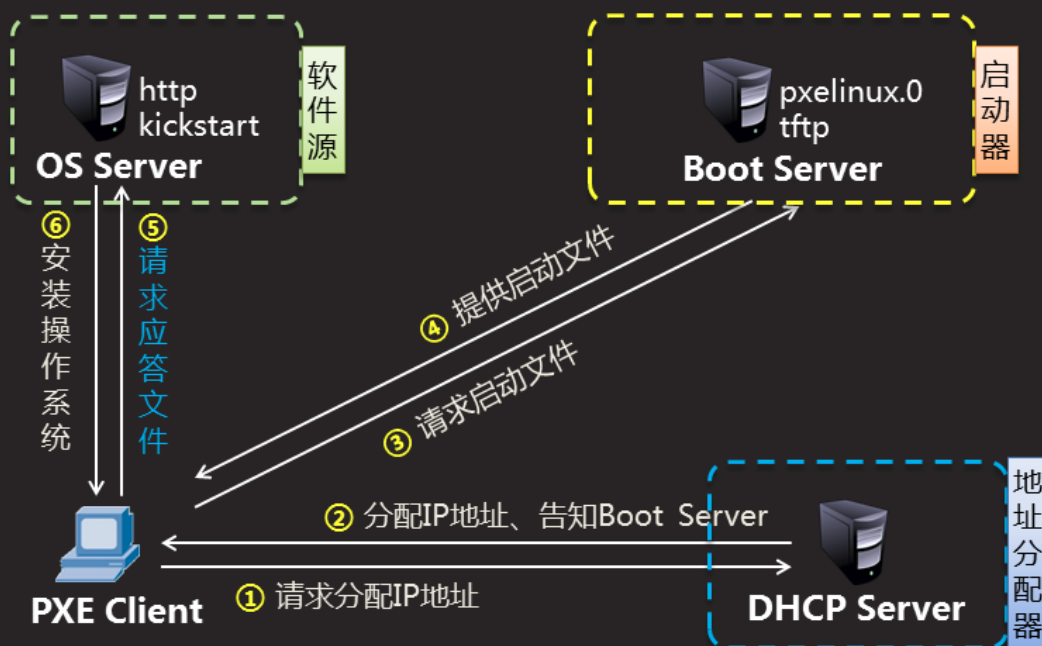 http
kickstart
OS Server
软件源
pxelinux.0
tftp
Boot Server
启动器
⑥安装操作系统
⑤请求应答文件
④ 提供启动文件
③ 请求启动文件
② 分配IP地址、告知Boot Server
① 请求分配IP地址
PXE Client
DHCP Server
地址分配器